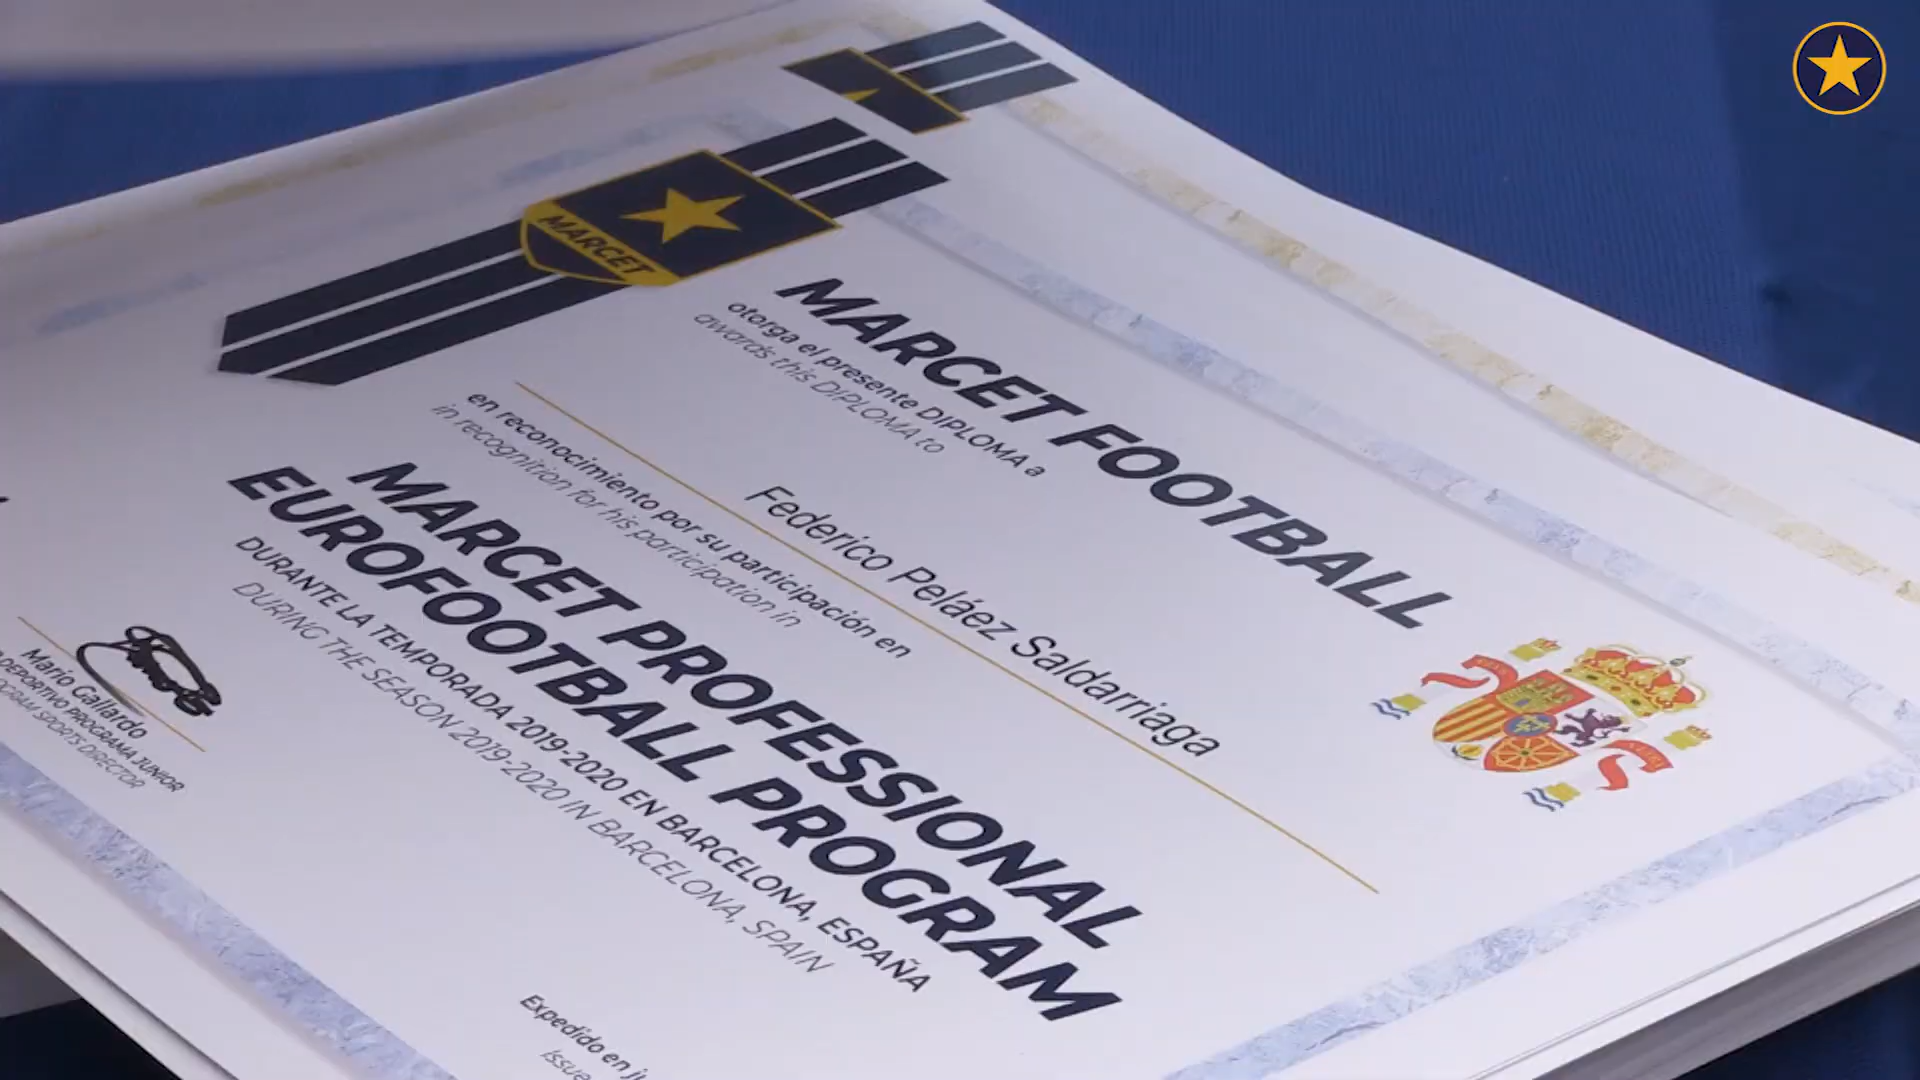 MARCET
MARCET FOOTBALL
otorga el presente DIPLOMA a
awards this DIPLOMA to
Federico Peláez Saldarriaga
en reconocimiento por su participación en
in recognition for his participation in
MARCET PROFESSIONAL
EUROFOOTBALL PROGRAM
DURANTE LA TEMPORADA 2019-2020 EN BARCELONA, ESPAÑA
DURING THE SEASON 2019-2020 IN BARCELONA, SPAIN
Mario Gallardo
DEPORTIVO PROGRAMA JUNIOR
SPORTS DIRECTOR
Expedido en